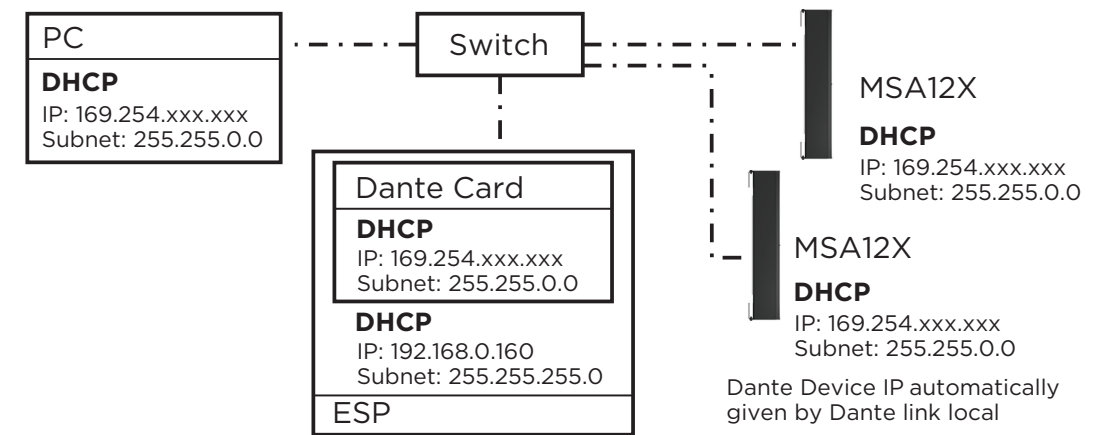 PC
DHCP
IP: 169.254.xxx.xxx
Subnet: 255.255.0.0
Switch
Dante Card
DHCP
IP: 169.254.xxx.xxx
Subnet: 255.255.0.0
DHCP
IP: 192.168.0.160
Subnet: 255.255.255.0
ESP
MSA12X
DHCP
IP: 169.254.xxx.xxx
Subnet: 255.255.0.0
MSA12X
DHCP
IP: 169.254.xxx.xxx
Subnet: 255.255.0.0
Dante Device IP automatically
given by Dante link local